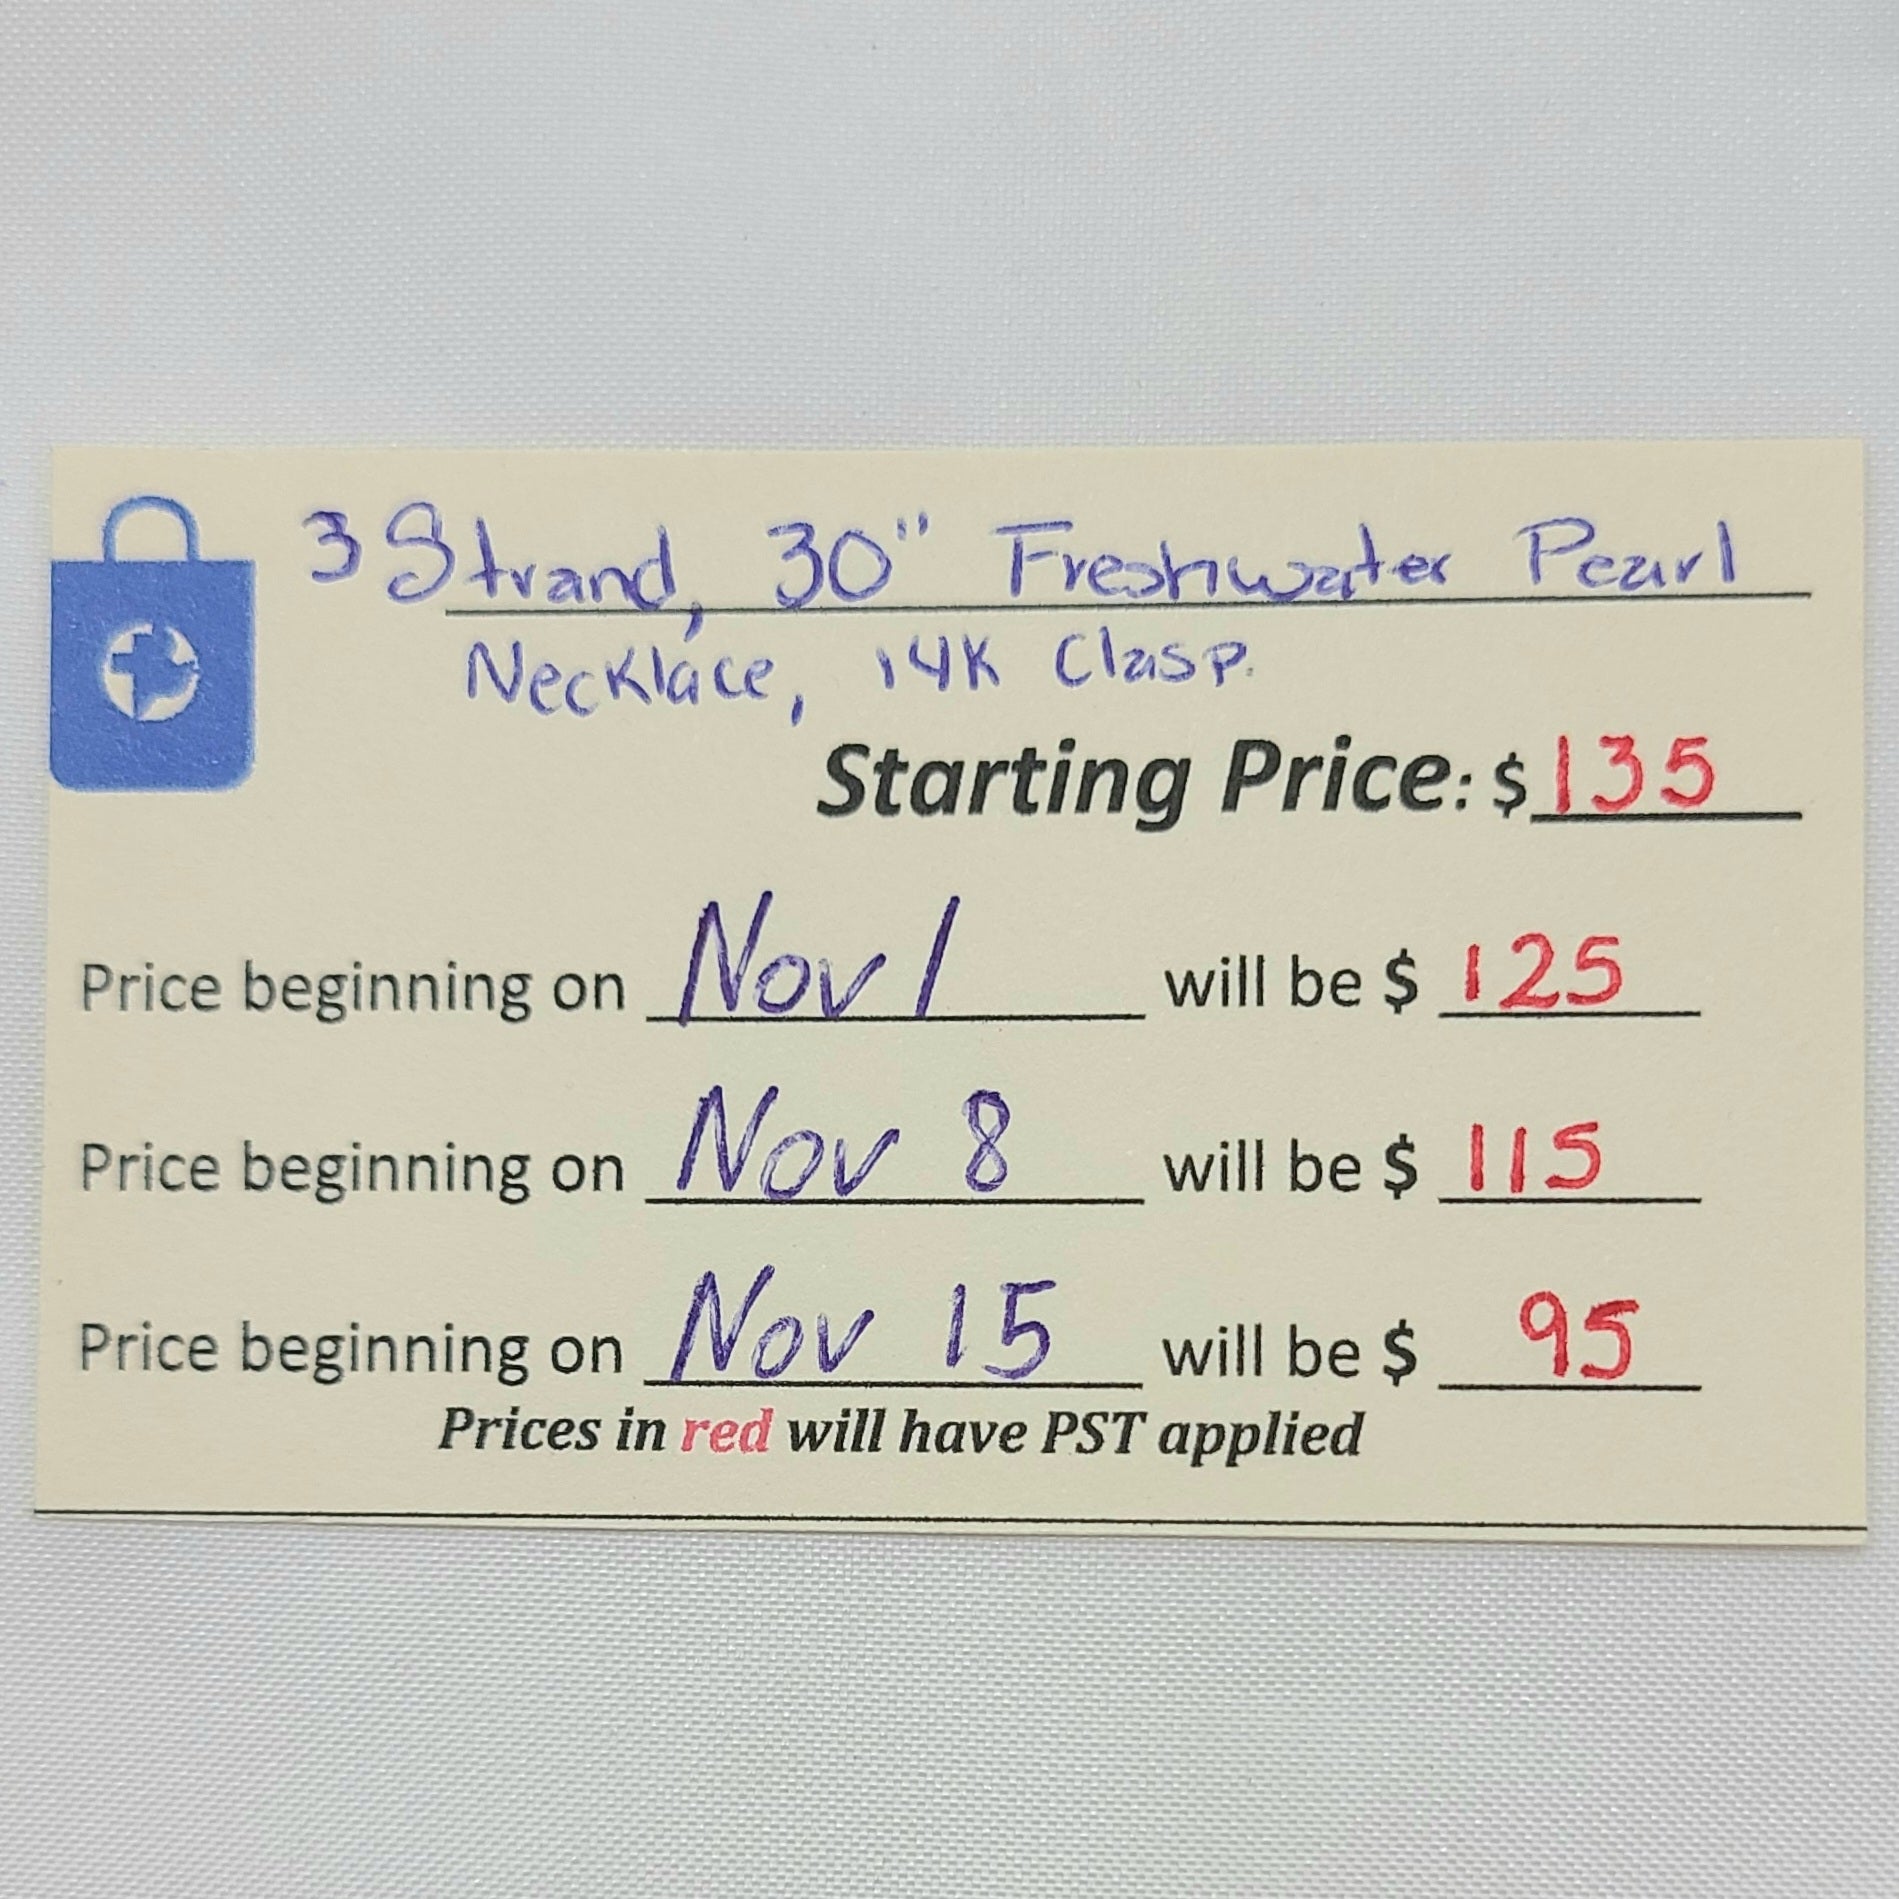 3 Strand, 30" Freshwater Pearl
Necklace, 14K Clasp.
Starting Price: $135
Price beginning on Nov 1 will be $ 125
Price beginning on Nov 8 will be $ 115
Price beginning on Nov 15 will be $ 95
Prices in red will have PST applied